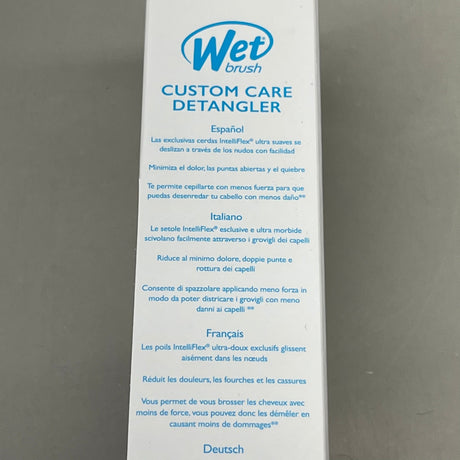 Wet®
brush
CUSTOM CARE
DETANGLER
Español
Las exclusivas cerdas IntelliFlex® ultra suaves se
deslizan a través de los nudos con facilidad
Minimiza el dolor, las puntas abiertas y el quiebre
Te permite cepillarte con menos fuerza para que
puedas desenredar tu cabello con menos daño**
Italiano
Le setole IntelliFlex® esclusive e ultra morbide
scivolano facilmente attraverso i grovigli dei capelli
Riduce al minimo dolore, doppie punte e
rottura dei capelli
Consente di spazzolare applicando meno forza in
modo da poter districare i grovigli con meno
danni ai capelli **
Français
Les poils IntelliFlex® ultra-doux exclusifs glissent
aisément dans les nœuds
Réduit les douleurs, les fourches et les cassures
Vous permet de vous brosser les cheveux avec
moins de force, vous pouvez donc les démêler en
causant moins de dommages**
Deutsch